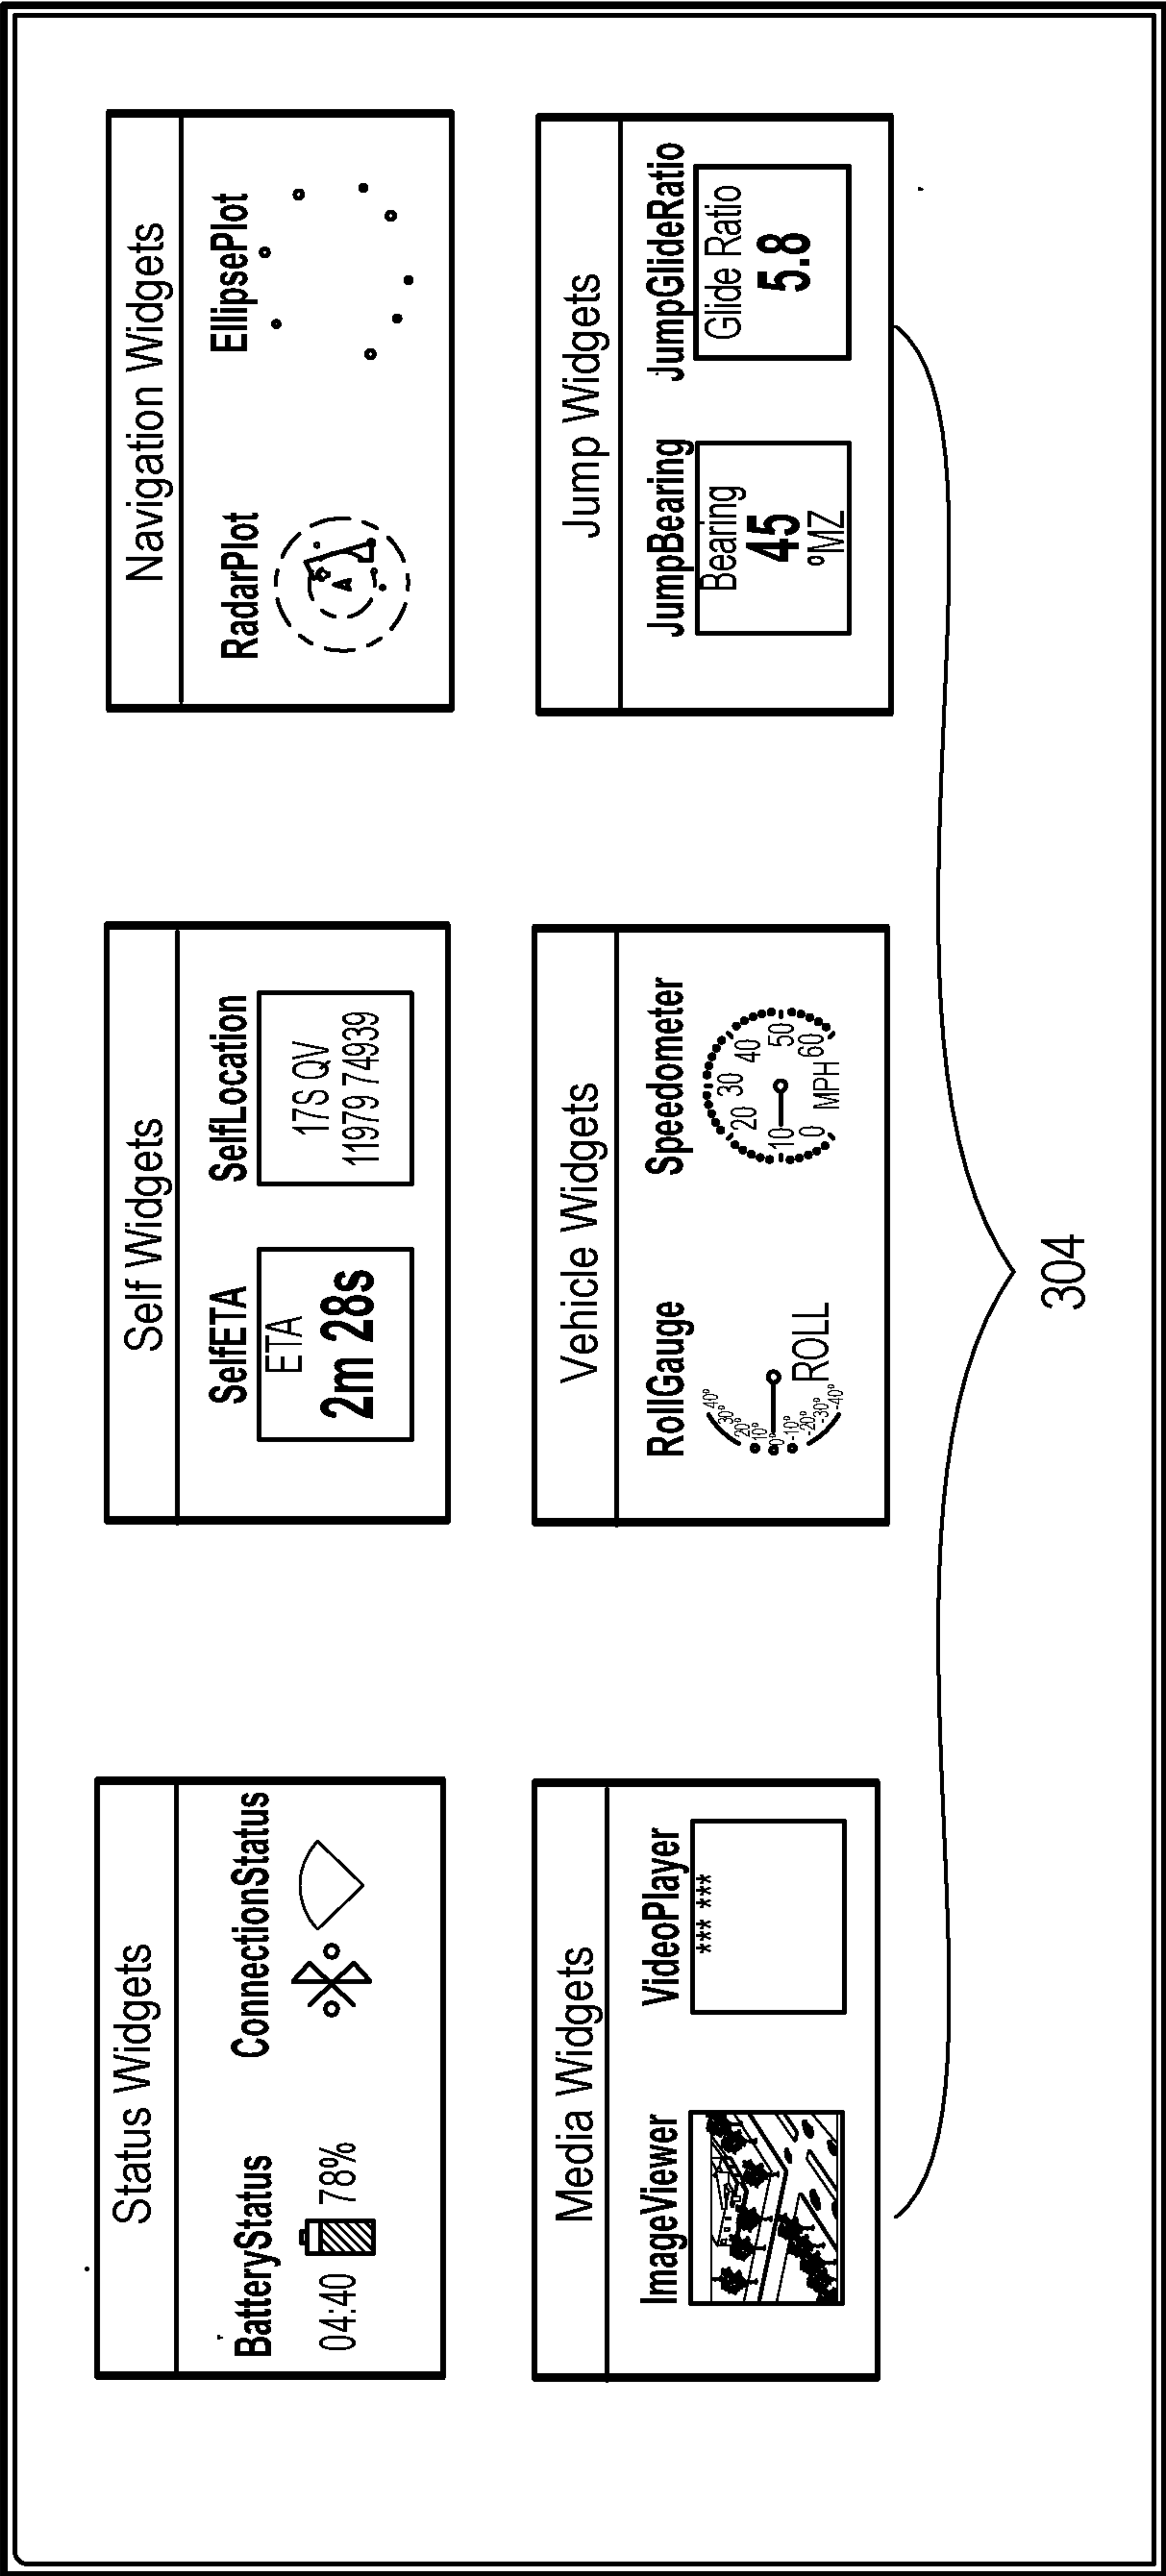 Status Widgets
BatteryStatus
04:40
78%
ConnectionStatus
Self Widgets
SelfETA
ETA
2m 28s
SelfLocation
17S QV
11979 74939
Navigation Widgets
RadarPlot
A
EllipsePlot
Media Widgets
ImageViewer
VideoPlayer
*** ***
Vehicle Widgets
RollGauge
40°
30°
20°
10°
0°
-10°
-20°
-30°
-40°
ROLL
Speedometer
0
10
20
30
40
50
60
MPH
Jump Widgets
JumpBearing
Bearing
45
°MZ
JumpGlideRatio
Glide Ratio
5.8
304